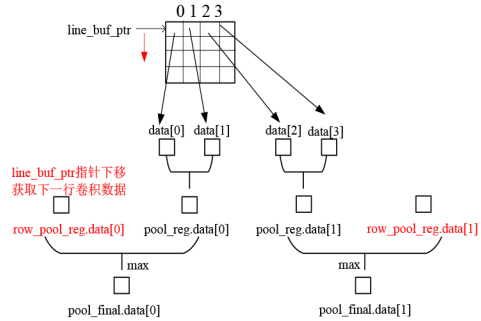 0 1 2 3
line_buf_ptr
data[0] data[1] data[2] data[3]
line_buf_ptr指针下移
获取下一行卷积数据
row_pool_reg.data[0] pool_reg.data[0] pool_reg.data[1] row_pool_reg.data[1]
max max
pool_final.data[0] pool_final.data[1]